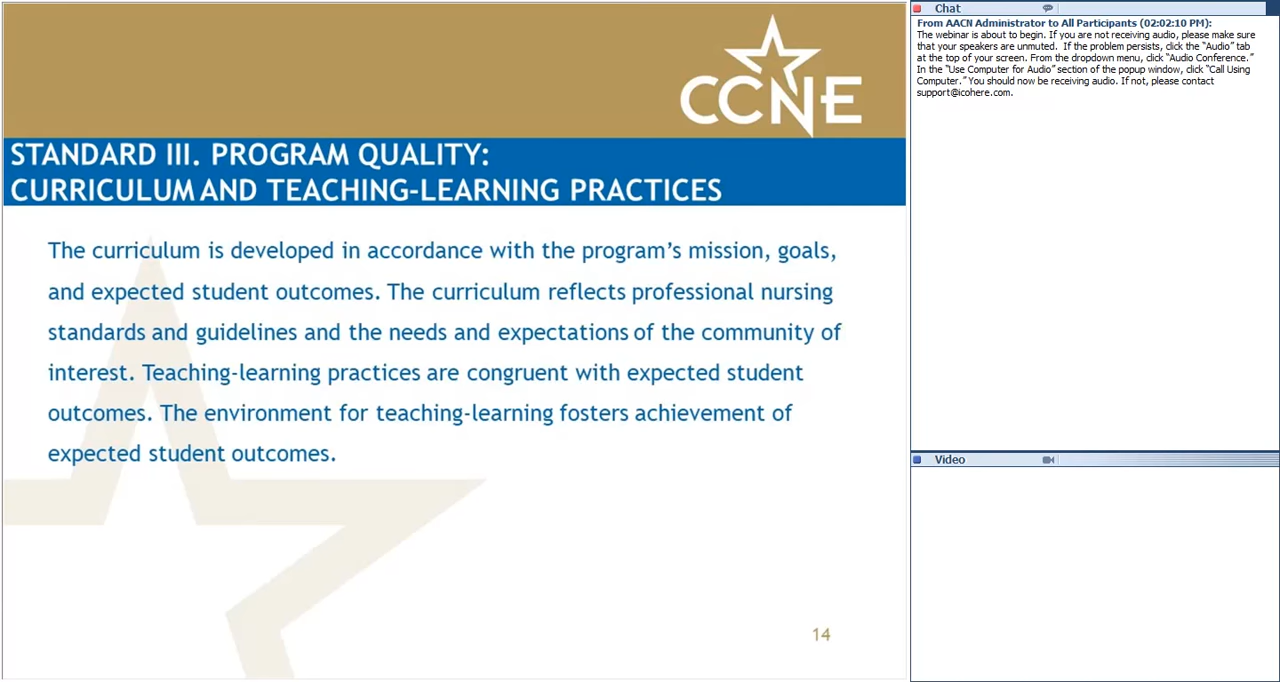 CCNE
STANDARD III. PROGRAM QUALITY:
CURRICULUM AND TEACHING-LEARNING PRACTICES
The curriculum is developed in accordance with the program’s mission, goals,
and expected student outcomes. The curriculum reflects professional nursing
standards and guidelines and the needs and expectations of the community of
interest. Teaching-learning practices are congruent with expected student
outcomes. The environment for teaching-learning fosters achievement of
expected student outcomes.
14
Chat
From AACN Administrator to All Participants (02:02:10 PM):
The webinar is about to begin. If you are not receiving audio, please make sure
that your speakers are unmuted. If the problem persists, click the “Audio” tab
at the top of your screen. From the dropdown menu, click “Audio Conference.”
In the “Use Computer for Audio” section of the popup window, click “Call Using
Computer.” You should now be receiving audio. If not, please contact
support@icohere.com.
Video